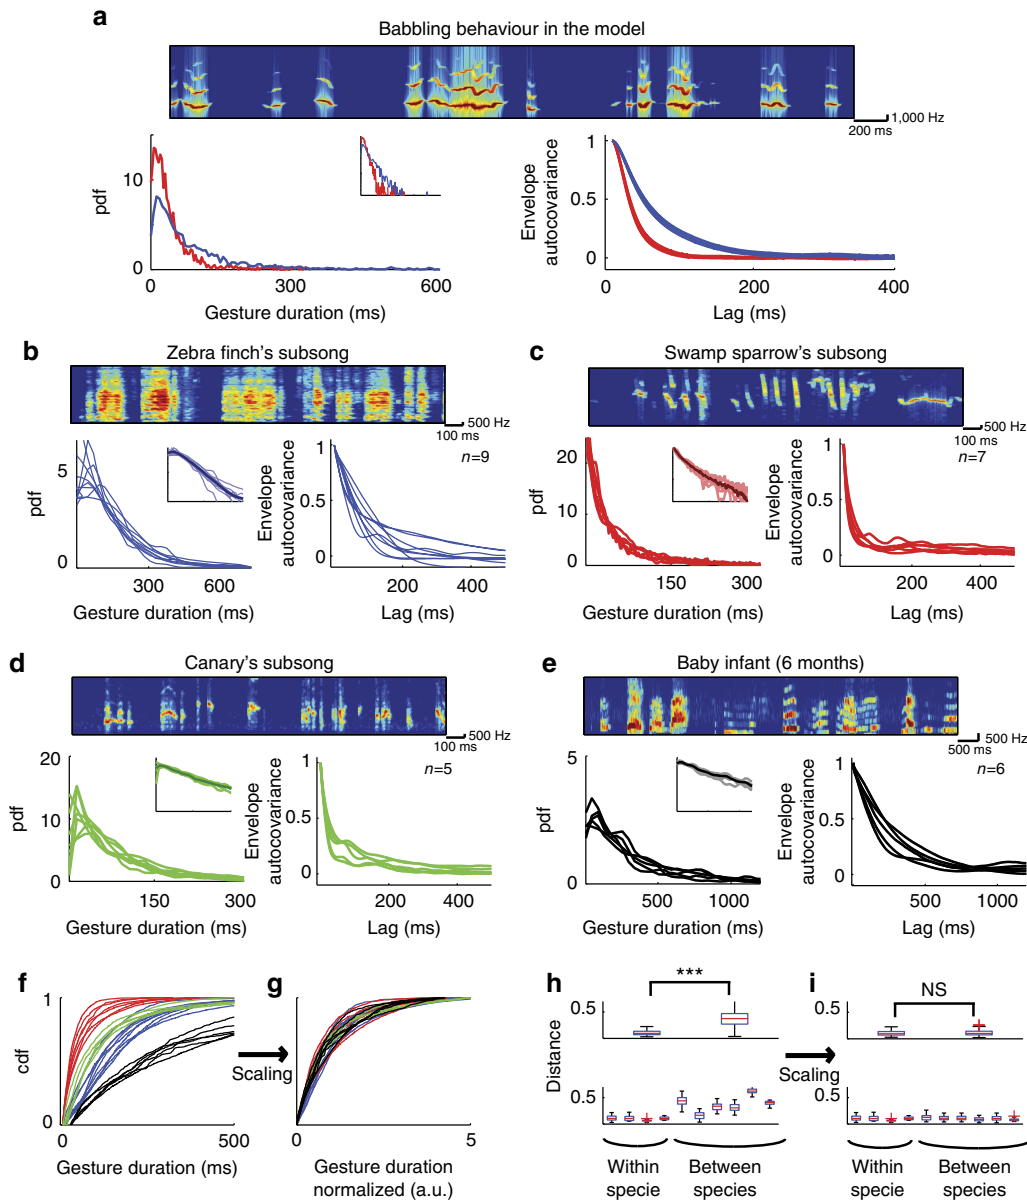 a
Babbling behaviour in the model
1,000 Hz
200 ms
pdf
10
0
0
300
600
Gesture duration (ms)
Envelope
autocovariance
1
0.5
0
0
200
400
Lag (ms)
b
Zebra finch's subsong
500 Hz
100 ms
n=9
pdf
5
0
300
600
Gesture duration (ms)
Envelope
autocovariance
1
0.5
0
200
400
Lag (ms)
c
Swamp sparrow's subsong
500 Hz
100 ms
n=7
pdf
20
10
0
150
300
Gesture duration (ms)
Envelope
autocovariance
1
0.5
0
200
400
Lag (ms)
d
Canary's subsong
500 Hz
100 ms
n=5
pdf
20
10
0
150
300
Gesture duration (ms)
Envelope
autocovariance
1
0.5
0
200
400
Lag (ms)
e
Baby infant (6 months)
500 Hz
500 ms
n=6
pdf
5
0
500
1000
Gesture duration (ms)
Envelope
autocovariance
1
0.5
0
500
1000
Lag (ms)
f
cdf
1
0
0
500
Gesture duration (ms)
Scaling
g
0
5
Gesture duration
normalized (a.u.)
h
***
Distance
0.5
0.5
Within
specie
Between
species
Scaling
i
NS
0.5
0.5
Within
specie
Between
species